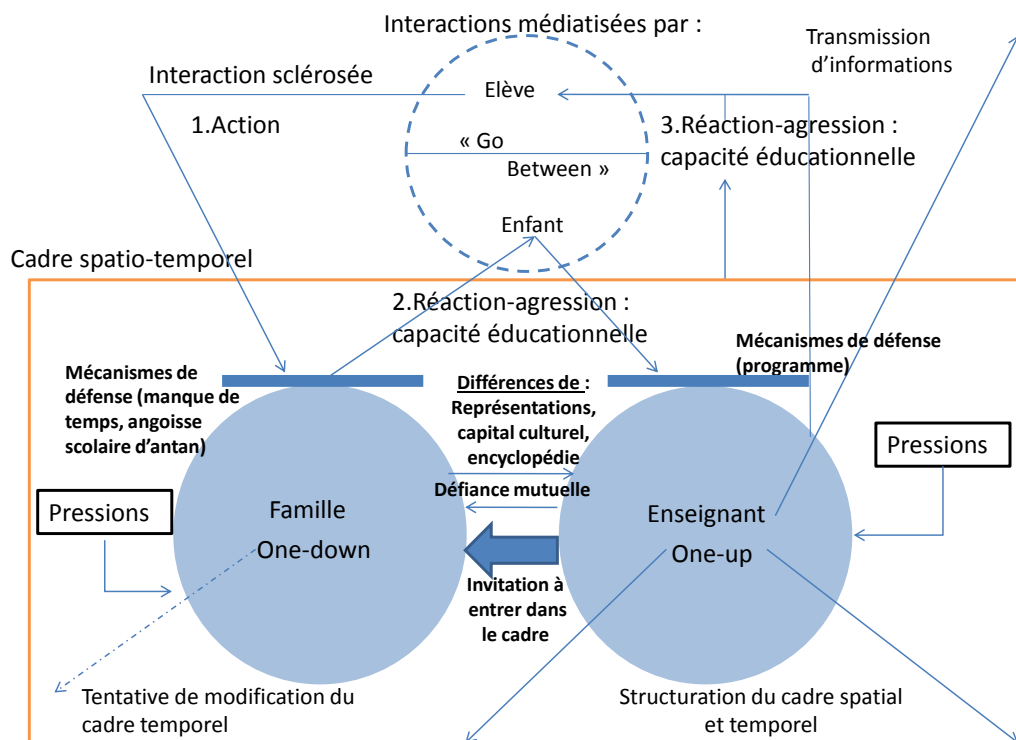 Interactions médiatisées par :
Transmission
d'informations
Interaction sclérosée
Elève
1.Action
« Go
Between »
3.Réaction-agression :
capacité éducationnelle
Enfant
Cadre spatio-temporel
2.Réaction-agression :
capacité éducationnelle
Mécanismes de défense
(programme)
Mécanismes de
défense (manque de
temps, angoisse
scolaire d'antan)
Différences de :
Représentations,
capital culturel,
encyclopédie
Défiance mutuelle
Pressions
Pressions
Famille
One-down
Enseignant
One-up
Invitation à
entrer dans
le cadre
Tentative de modification du
cadre temporel
Structuration du cadre spatial
et temporel